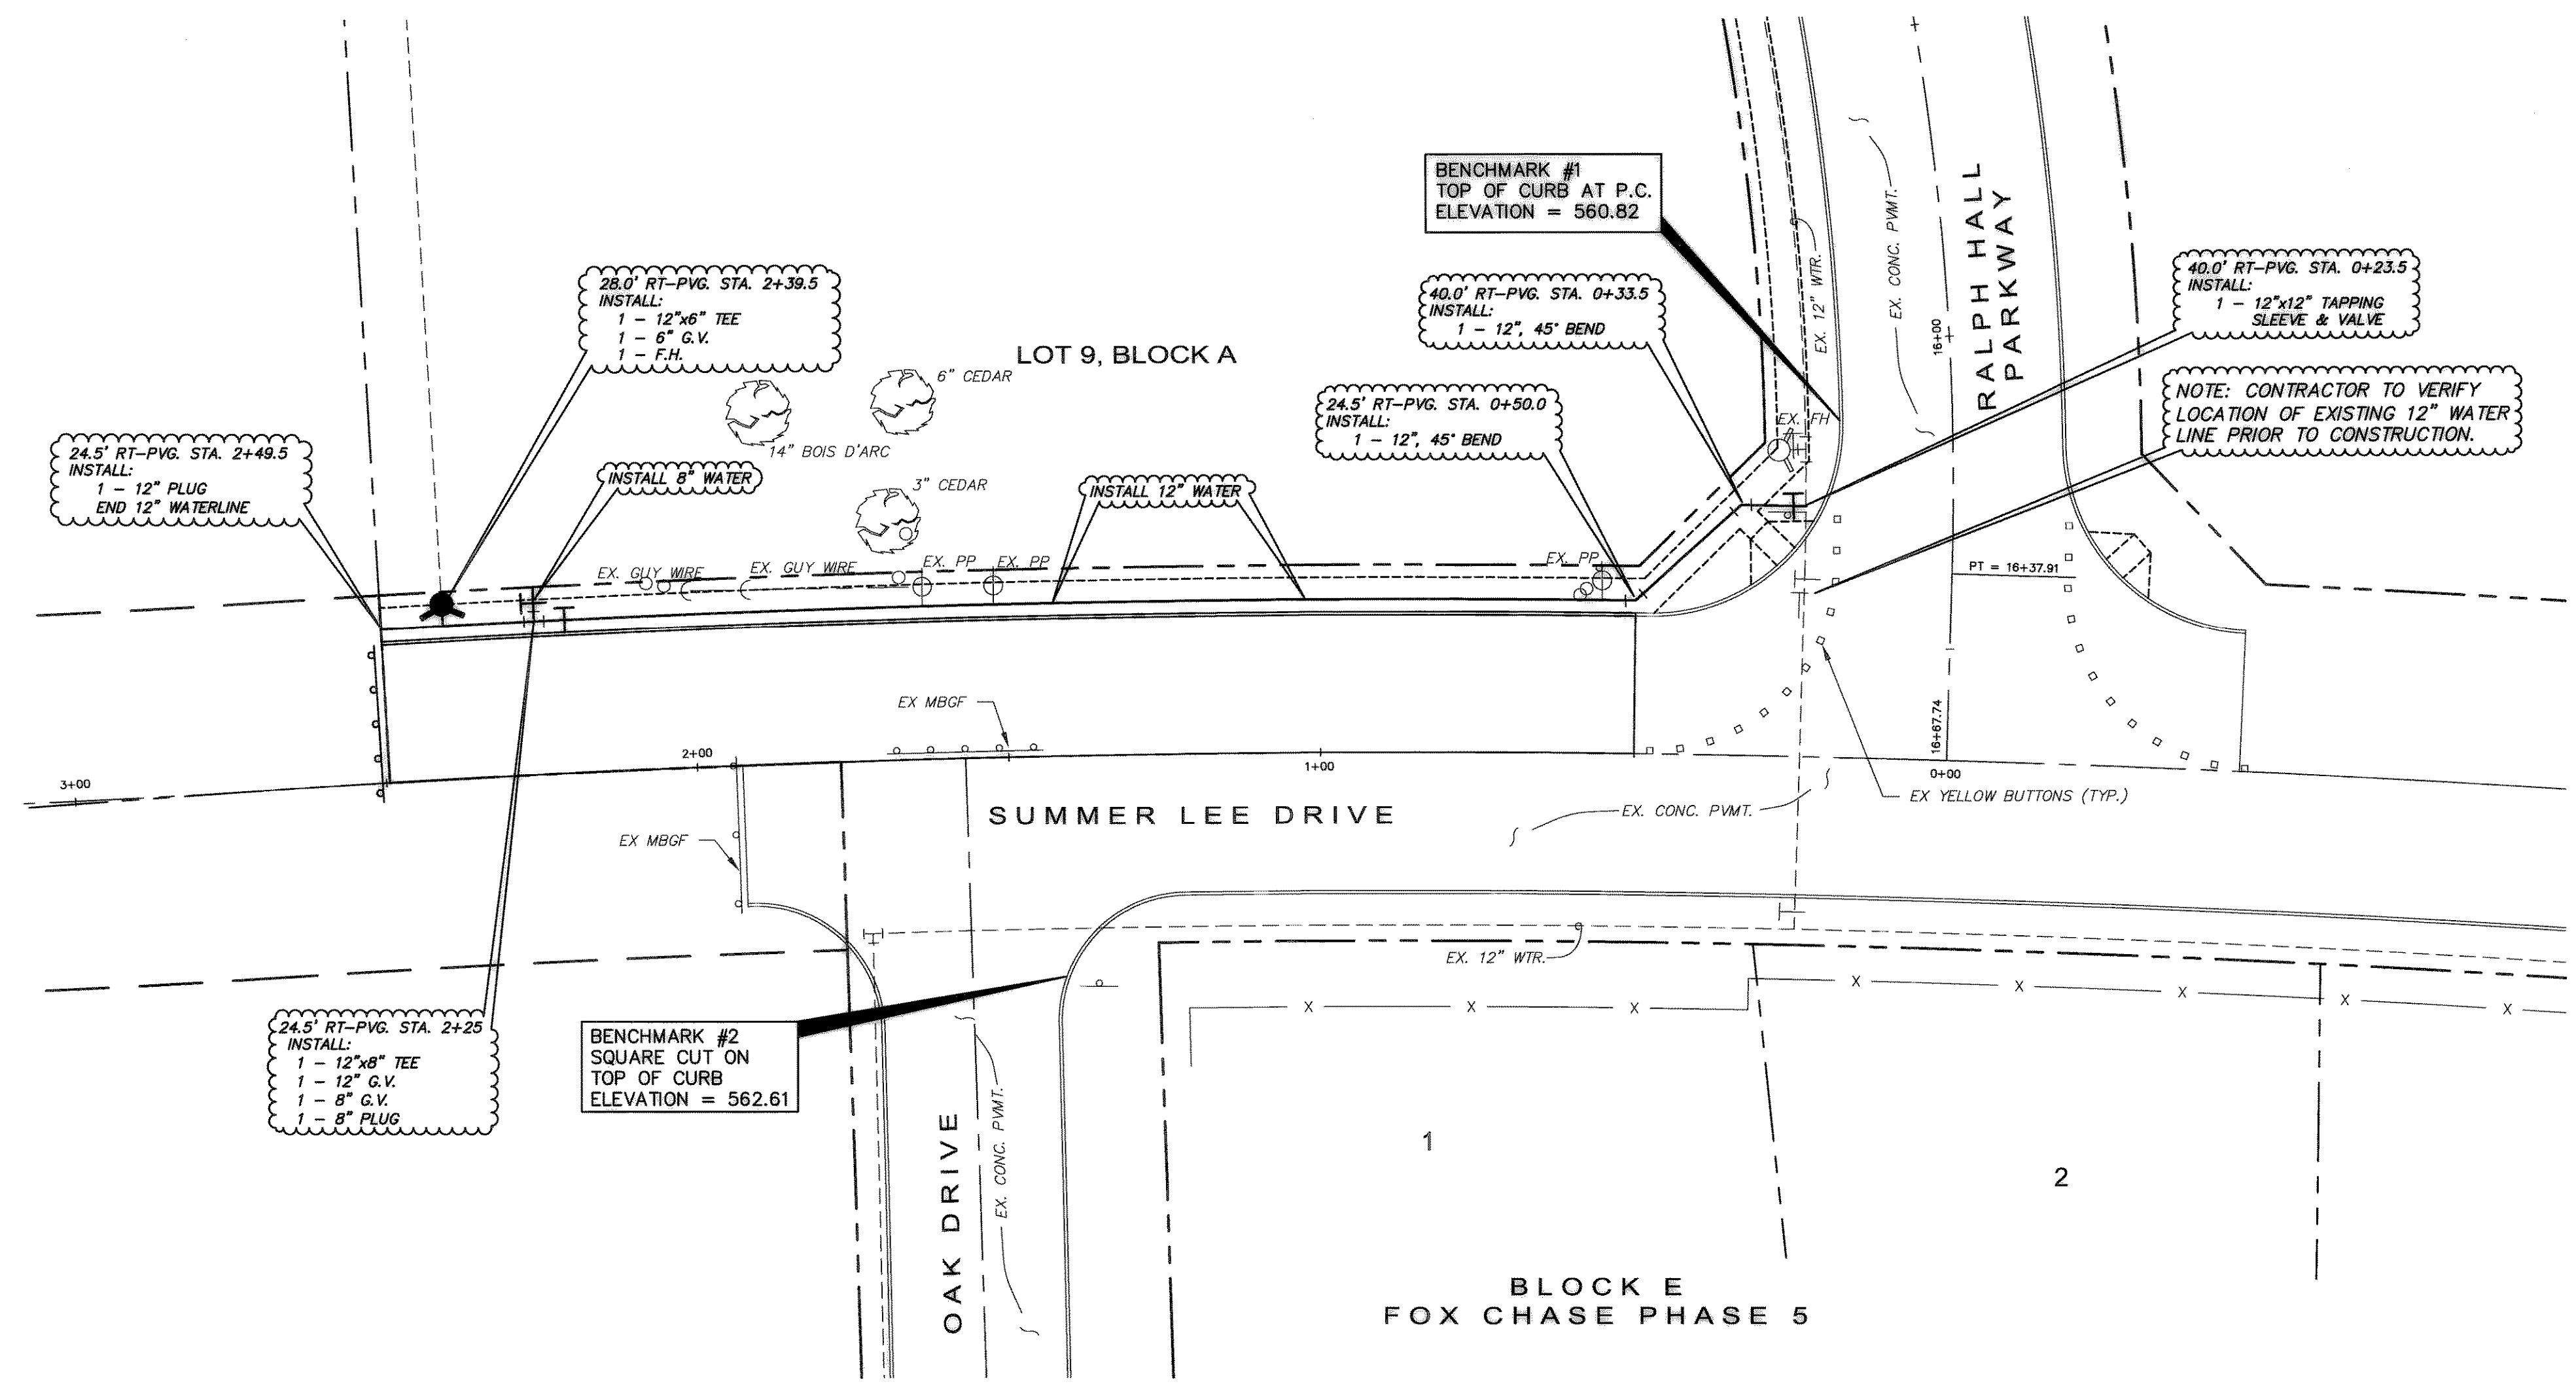 BENCHMARK #1
TOP OF CURB AT P.C.
ELEVATION = 560.82
28.0' RT-PVG. STA. 2+39.5
INSTALL:
1 - 12"x6" TEE
1 - 6" G.V.
1 - F.H.
LOT 9, BLOCK A
6" CEDAR
14" BOIS D'ARC
3" CEDAR
40.0' RT-PVG. STA. 0+33.5
INSTALL:
1 - 12", 45° BEND
24.5' RT-PVG. STA. 0+50.0
INSTALL:
1 - 12", 45° BEND
EX. 12" WTR.
EX. CONC. PVMT.
16+00
RALPH HALL
PARKWAY
40.0' RT-PVG. STA. 0+23.5
INSTALL:
1 - 12"x12" TAPPING
SLEEVE & VALVE
NOTE: CONTRACTOR TO VERIFY
LOCATION OF EXISTING 12" WATER
LINE PRIOR TO CONSTRUCTION.
EX. FH
24.5' RT-PVG. STA. 2+49.5
INSTALL:
1 - 12" PLUG
END 12" WATERLINE
INSTALL 8" WATER
INSTALL 12" WATER
EX. GUY WIRE
EX. GUY WIRE
EX. PP
EX. PP
EX. PP
PT = 16+37.91
EX MBGF
16+67.74
3+00
2+00
1+00
0+00
EX YELLOW BUTTONS (TYP.)
SUMMER LEE DRIVE
EX. CONC. PVMT.
EX MBGF
EX. 12" WTR.
X X X X X X X X
24.5' RT-PVG. STA. 2+25
INSTALL:
1 - 12"x8" TEE
1 - 12" G.V.
1 - 8" G.V.
1 - 8" PLUG
BENCHMARK #2
SQUARE CUT ON
TOP OF CURB
ELEVATION = 562.61
OAK DRIVE
EX. CONC. PVMT.
1
2
BLOCK E
FOX CHASE PHASE 5